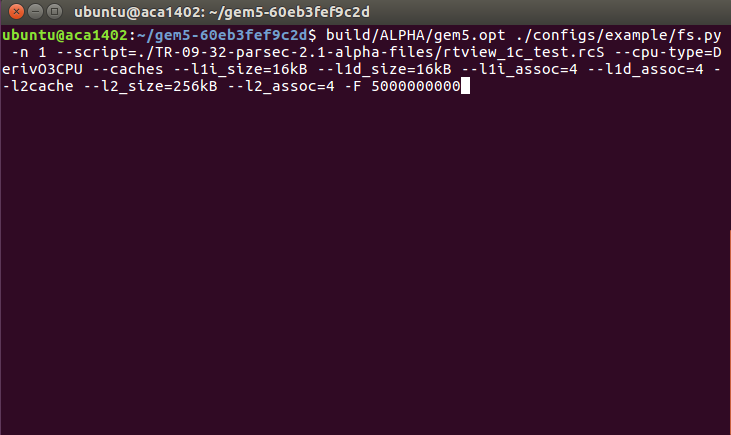 ubuntu@aca1402: ~/gem5-60eb3fef9c2d
ubuntu@aca1402:~/gem5-60eb3fef9c2d$ build/ALPHA/gem5.opt ./configs/example/fs.py
 -n 1 --script=./TR-09-32-parsec-2.1-alpha-files/rtview_1c_test.rcS --cpu-type=D
erivO3CPU --caches --l1i_size=16kB --l1d_size=16kB --l1i_assoc=4 --l1d_assoc=4 -
-l2cache --l2_size=256kB --l2_assoc=4 -F 5000000000